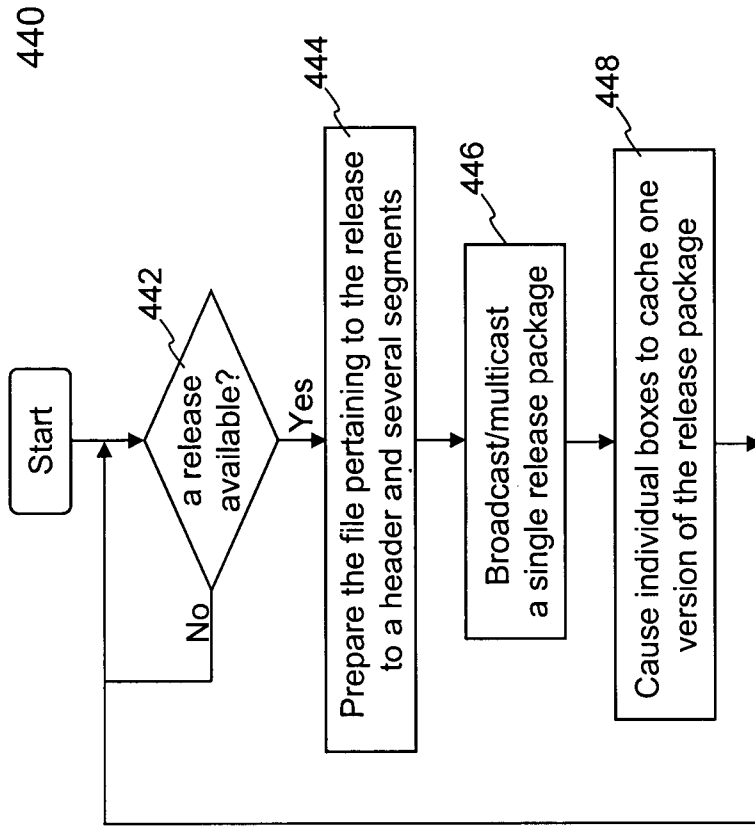 440
Start
442
a release
available?
No
Yes
444
Prepare the file pertaining to the release
to a header and several segments
446
Broadcast/multicast
a single release package
448
Cause individual boxes to cache one
version of the release package